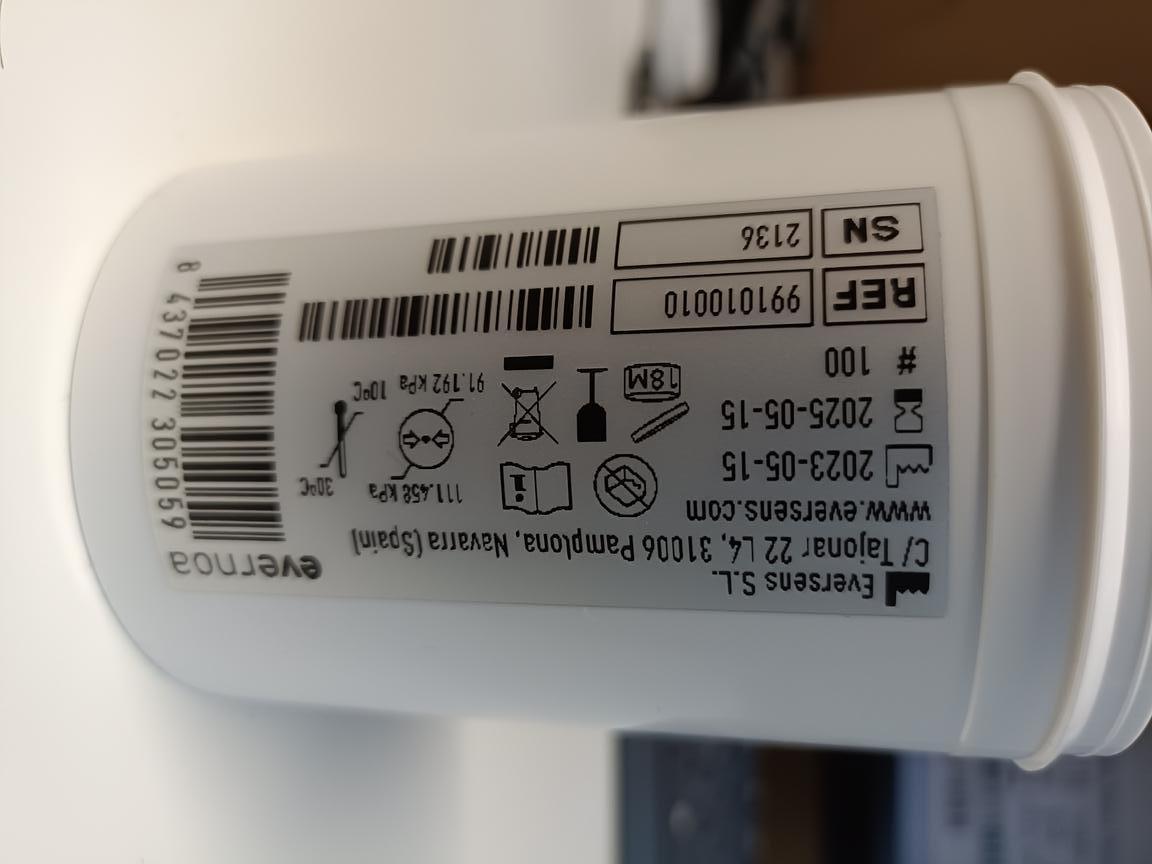 Eversens S.L.
C/Tajonar 22 L4, 31006 Pamplona, Navarra (Spain)
www.eversens.com
2023-05-15
2025-05-15
# 100
18M
111.458 kPa
91.192 kPa
30ºC
10ºC
REF 991010010
SN 2136
evernoa
8 437022 305059